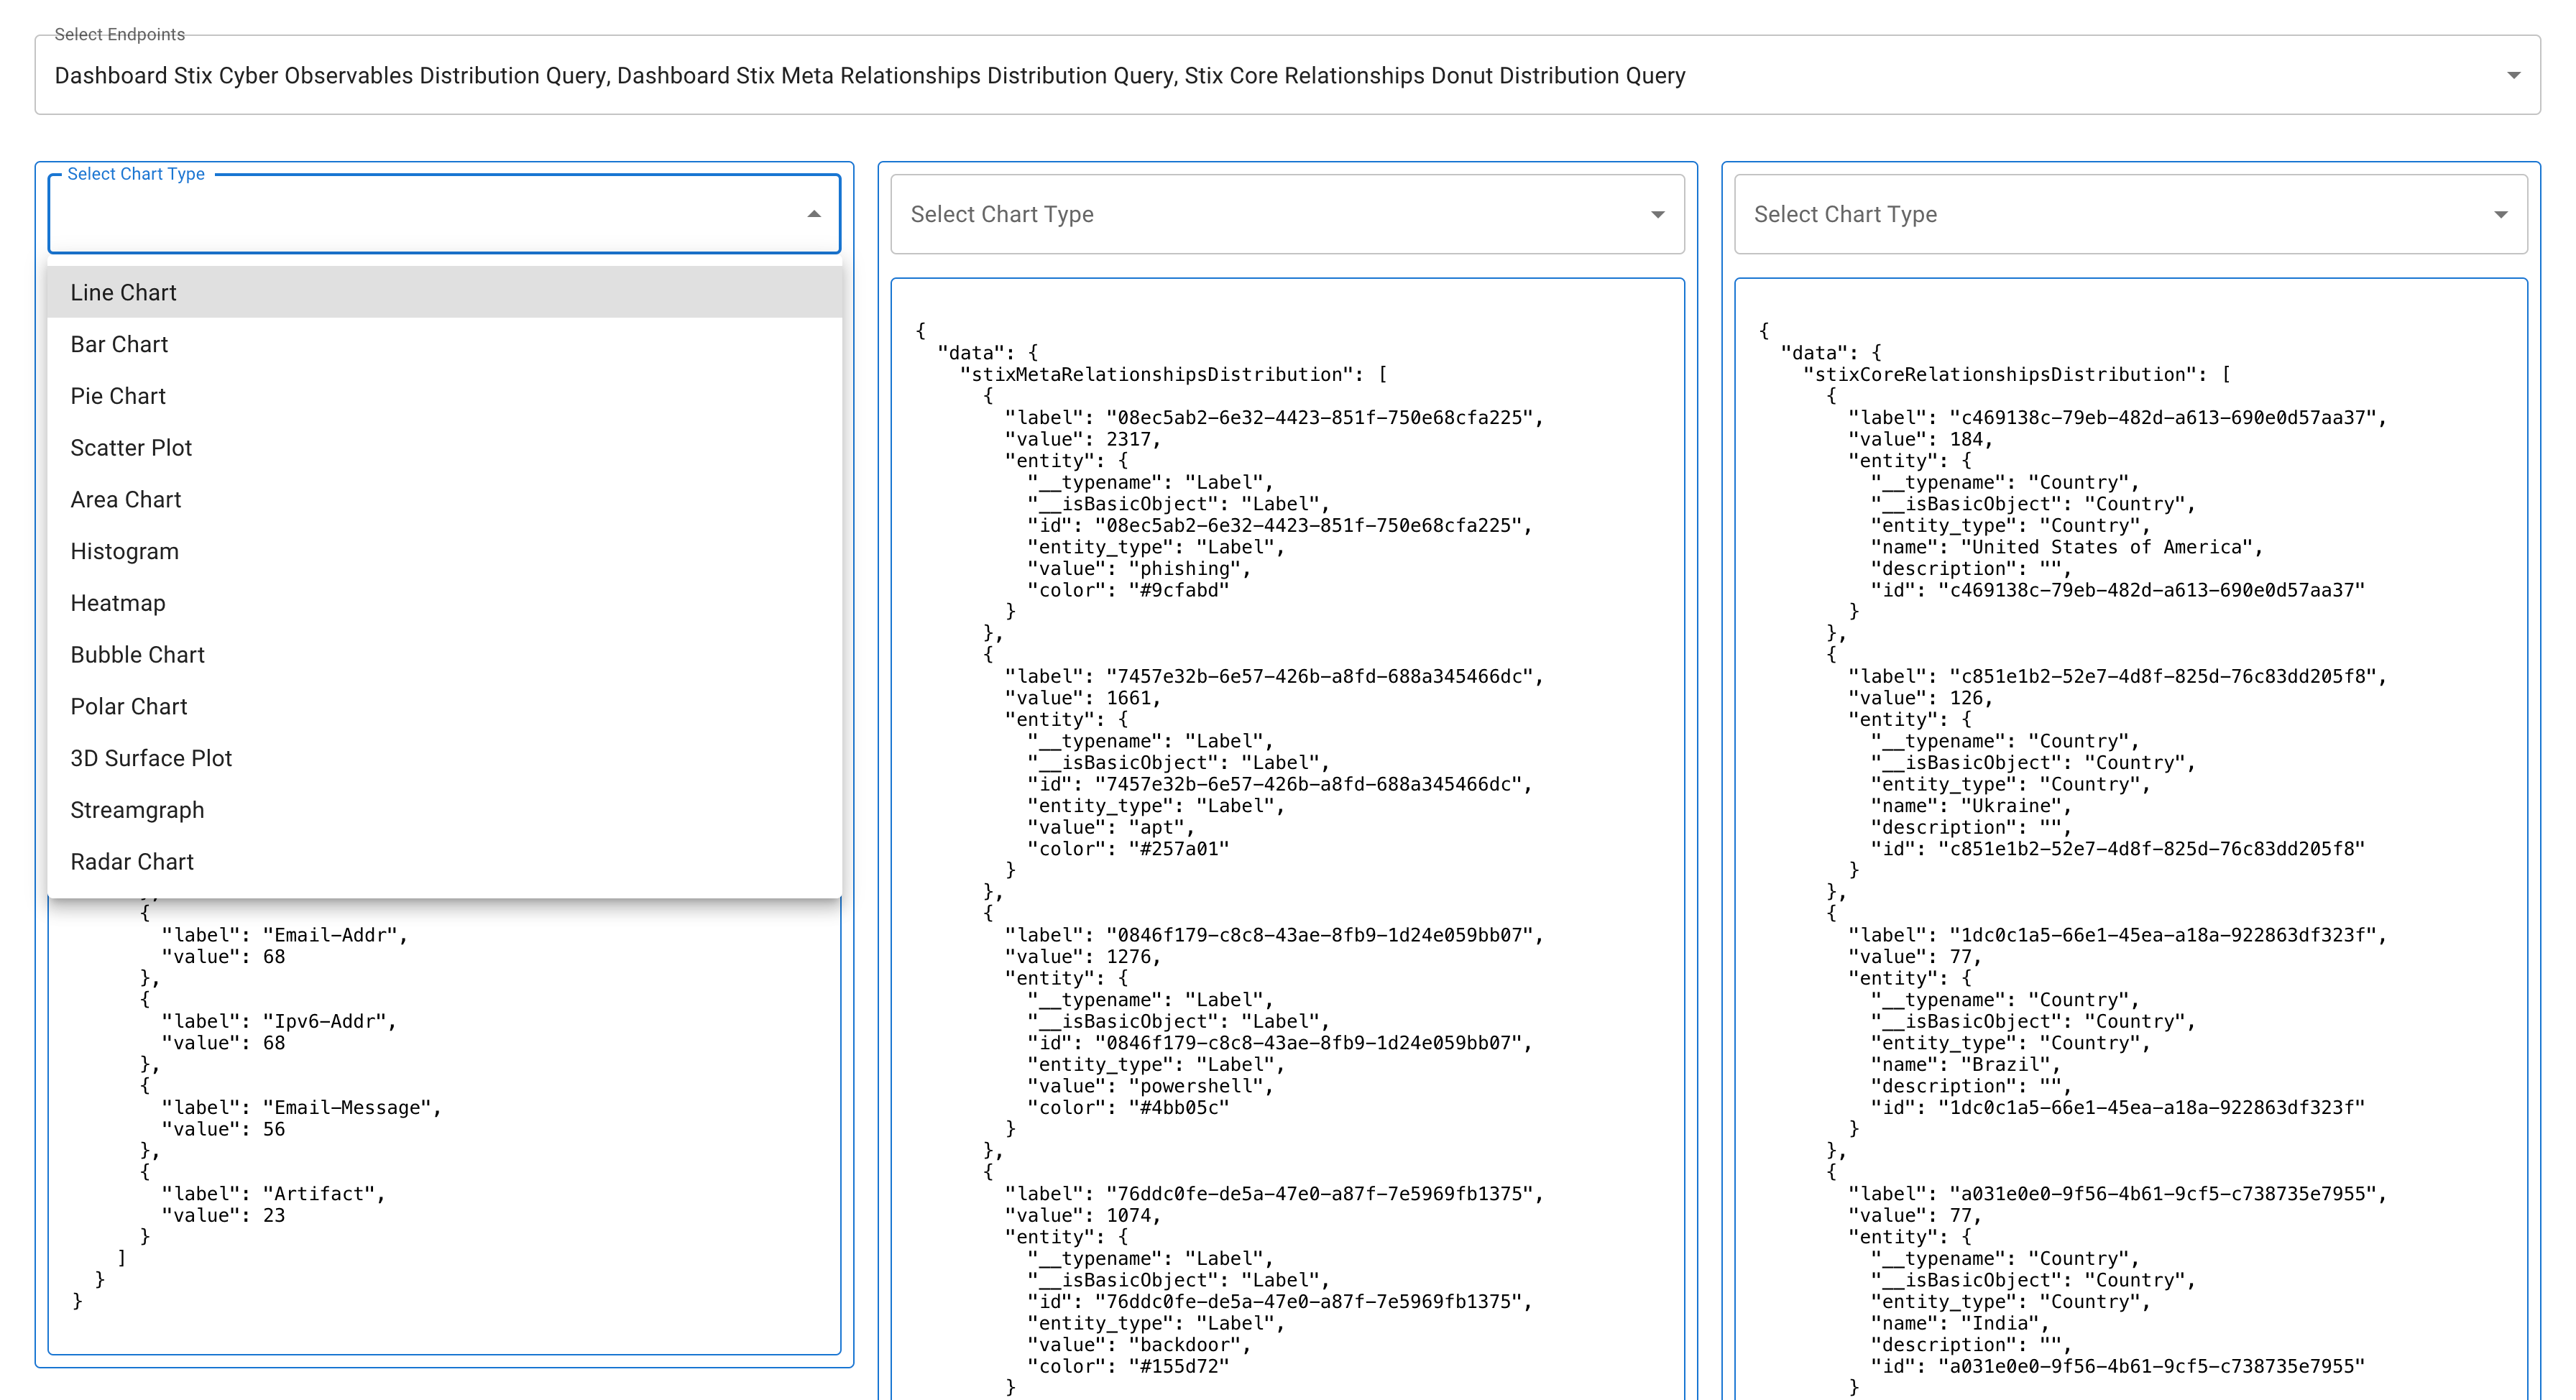 Select Endpoints
Dashboard Stix Cyber Observables Distribution Query, Dashboard Stix Meta Relationships Distribution Query, Stix Core Relationships Donut Distribution Query
Select Chart Type
Line Chart
Bar Chart
Pie Chart
Scatter Plot
Area Chart
Histogram
Heatmap
Bubble Chart
Polar Chart
3D Surface Plot
Streamgraph
Radar Chart
{
"label": "Email-Addr",
"value": 68
},
{
"label": "Ipv6-Addr",
"value": 68
},
{
"label": "Email-Message",
"value": 56
},
{
"label": "Artifact",
"value": 23
}
]
}
}
Select Chart Type
{
"data": {
"stixMetaRelationshipsDistribution": [
{
"label": "08ec5ab2-6e32-4423-851f-750e68cfa225",
"value": 2317,
"entity": {
"__typename": "Label",
"__isBasicObject": "Label",
"id": "08ec5ab2-6e32-4423-851f-750e68cfa225",
"entity_type": "Label",
"value": "phishing",
"color": "#9cfabd"
}
},
{
"label": "7457e32b-6e57-426b-a8fd-688a345466dc",
"value": 1661,
"entity": {
"__typename": "Label",
"__isBasicObject": "Label",
"id": "7457e32b-6e57-426b-a8fd-688a345466dc",
"entity_type": "Label",
"value": "apt",
"color": "#257a01"
}
},
{
"label": "0846f179-c8c8-43ae-8fb9-1d24e059bb07",
"value": 1276,
"entity": {
"__typename": "Label",
"__isBasicObject": "Label",
"id": "0846f179-c8c8-43ae-8fb9-1d24e059bb07",
"entity_type": "Label",
"value": "powershell",
"color": "#4bb05c"
}
},
{
"label": "76ddc0fe-de5a-47e0-a87f-7e5969fb1375",
"value": 1074,
"entity": {
"__typename": "Label",
"__isBasicObject": "Label",
"id": "76ddc0fe-de5a-47e0-a87f-7e5969fb1375",
"entity_type": "Label",
"value": "backdoor",
"color": "#155d72"
}
Select Chart Type
{
"data": {
"stixCoreRelationshipsDistribution": [
{
"label": "c469138c-79eb-482d-a613-690e0d57aa37",
"value": 184,
"entity": {
"__typename": "Country",
"__isBasicObject": "Country",
"entity_type": "Country",
"name": "United States of America",
"description": "",
"id": "c469138c-79eb-482d-a613-690e0d57aa37"
}
},
{
"label": "c851e1b2-52e7-4d8f-825d-76c83dd205f8",
"value": 126,
"entity": {
"__typename": "Country",
"__isBasicObject": "Country",
"entity_type": "Country",
"name": "Ukraine",
"description": "",
"id": "c851e1b2-52e7-4d8f-825d-76c83dd205f8"
}
},
{
"label": "1dc0c1a5-66e1-45ea-a18a-922863df323f",
"value": 77,
"entity": {
"__typename": "Country",
"__isBasicObject": "Country",
"entity_type": "Country",
"name": "Brazil",
"description": "",
"id": "1dc0c1a5-66e1-45ea-a18a-922863df323f"
}
},
{
"label": "a031e0e0-9f56-4b61-9cf5-c738735e7955",
"value": 77,
"entity": {
"__typename": "Country",
"__isBasicObject": "Country",
"entity_type": "Country",
"name": "India",
"description": "",
"id": "a031e0e0-9f56-4b61-9cf5-c738735e7955"
}